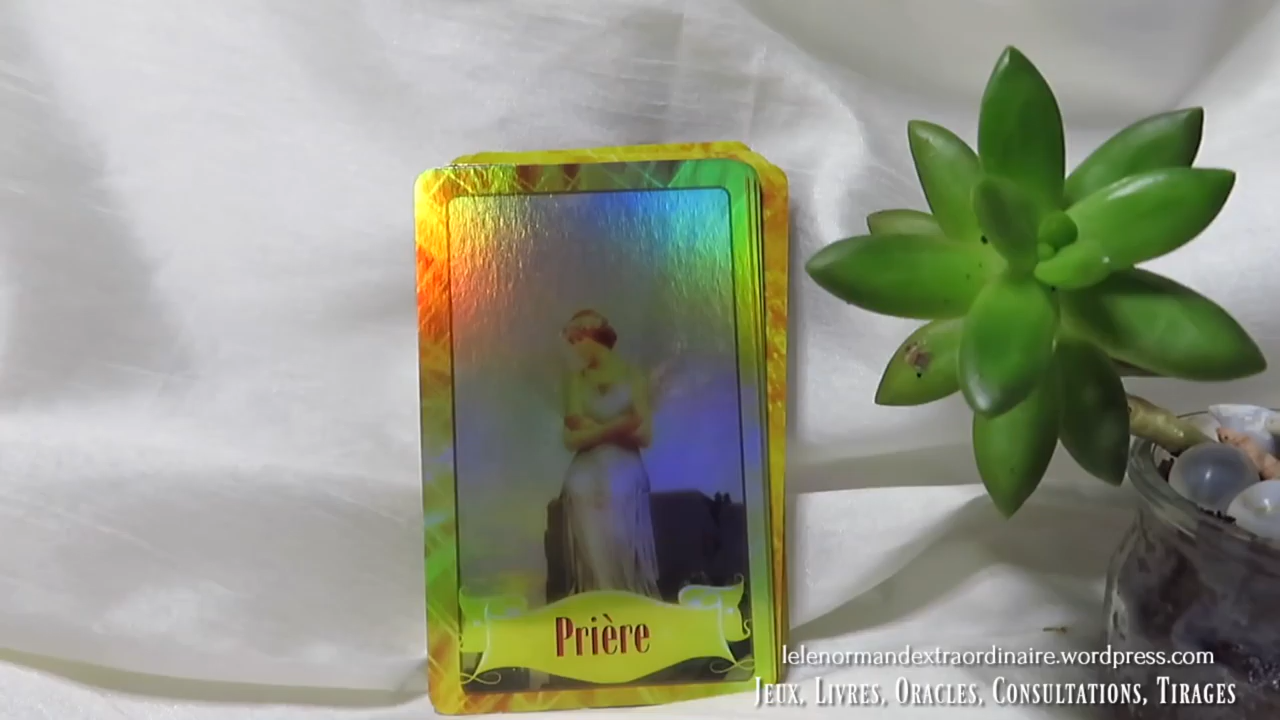 Prière
lelenormandextraordinaire.wordpress.com
Jeux, Livres, Oracles, Consultations, Tirages